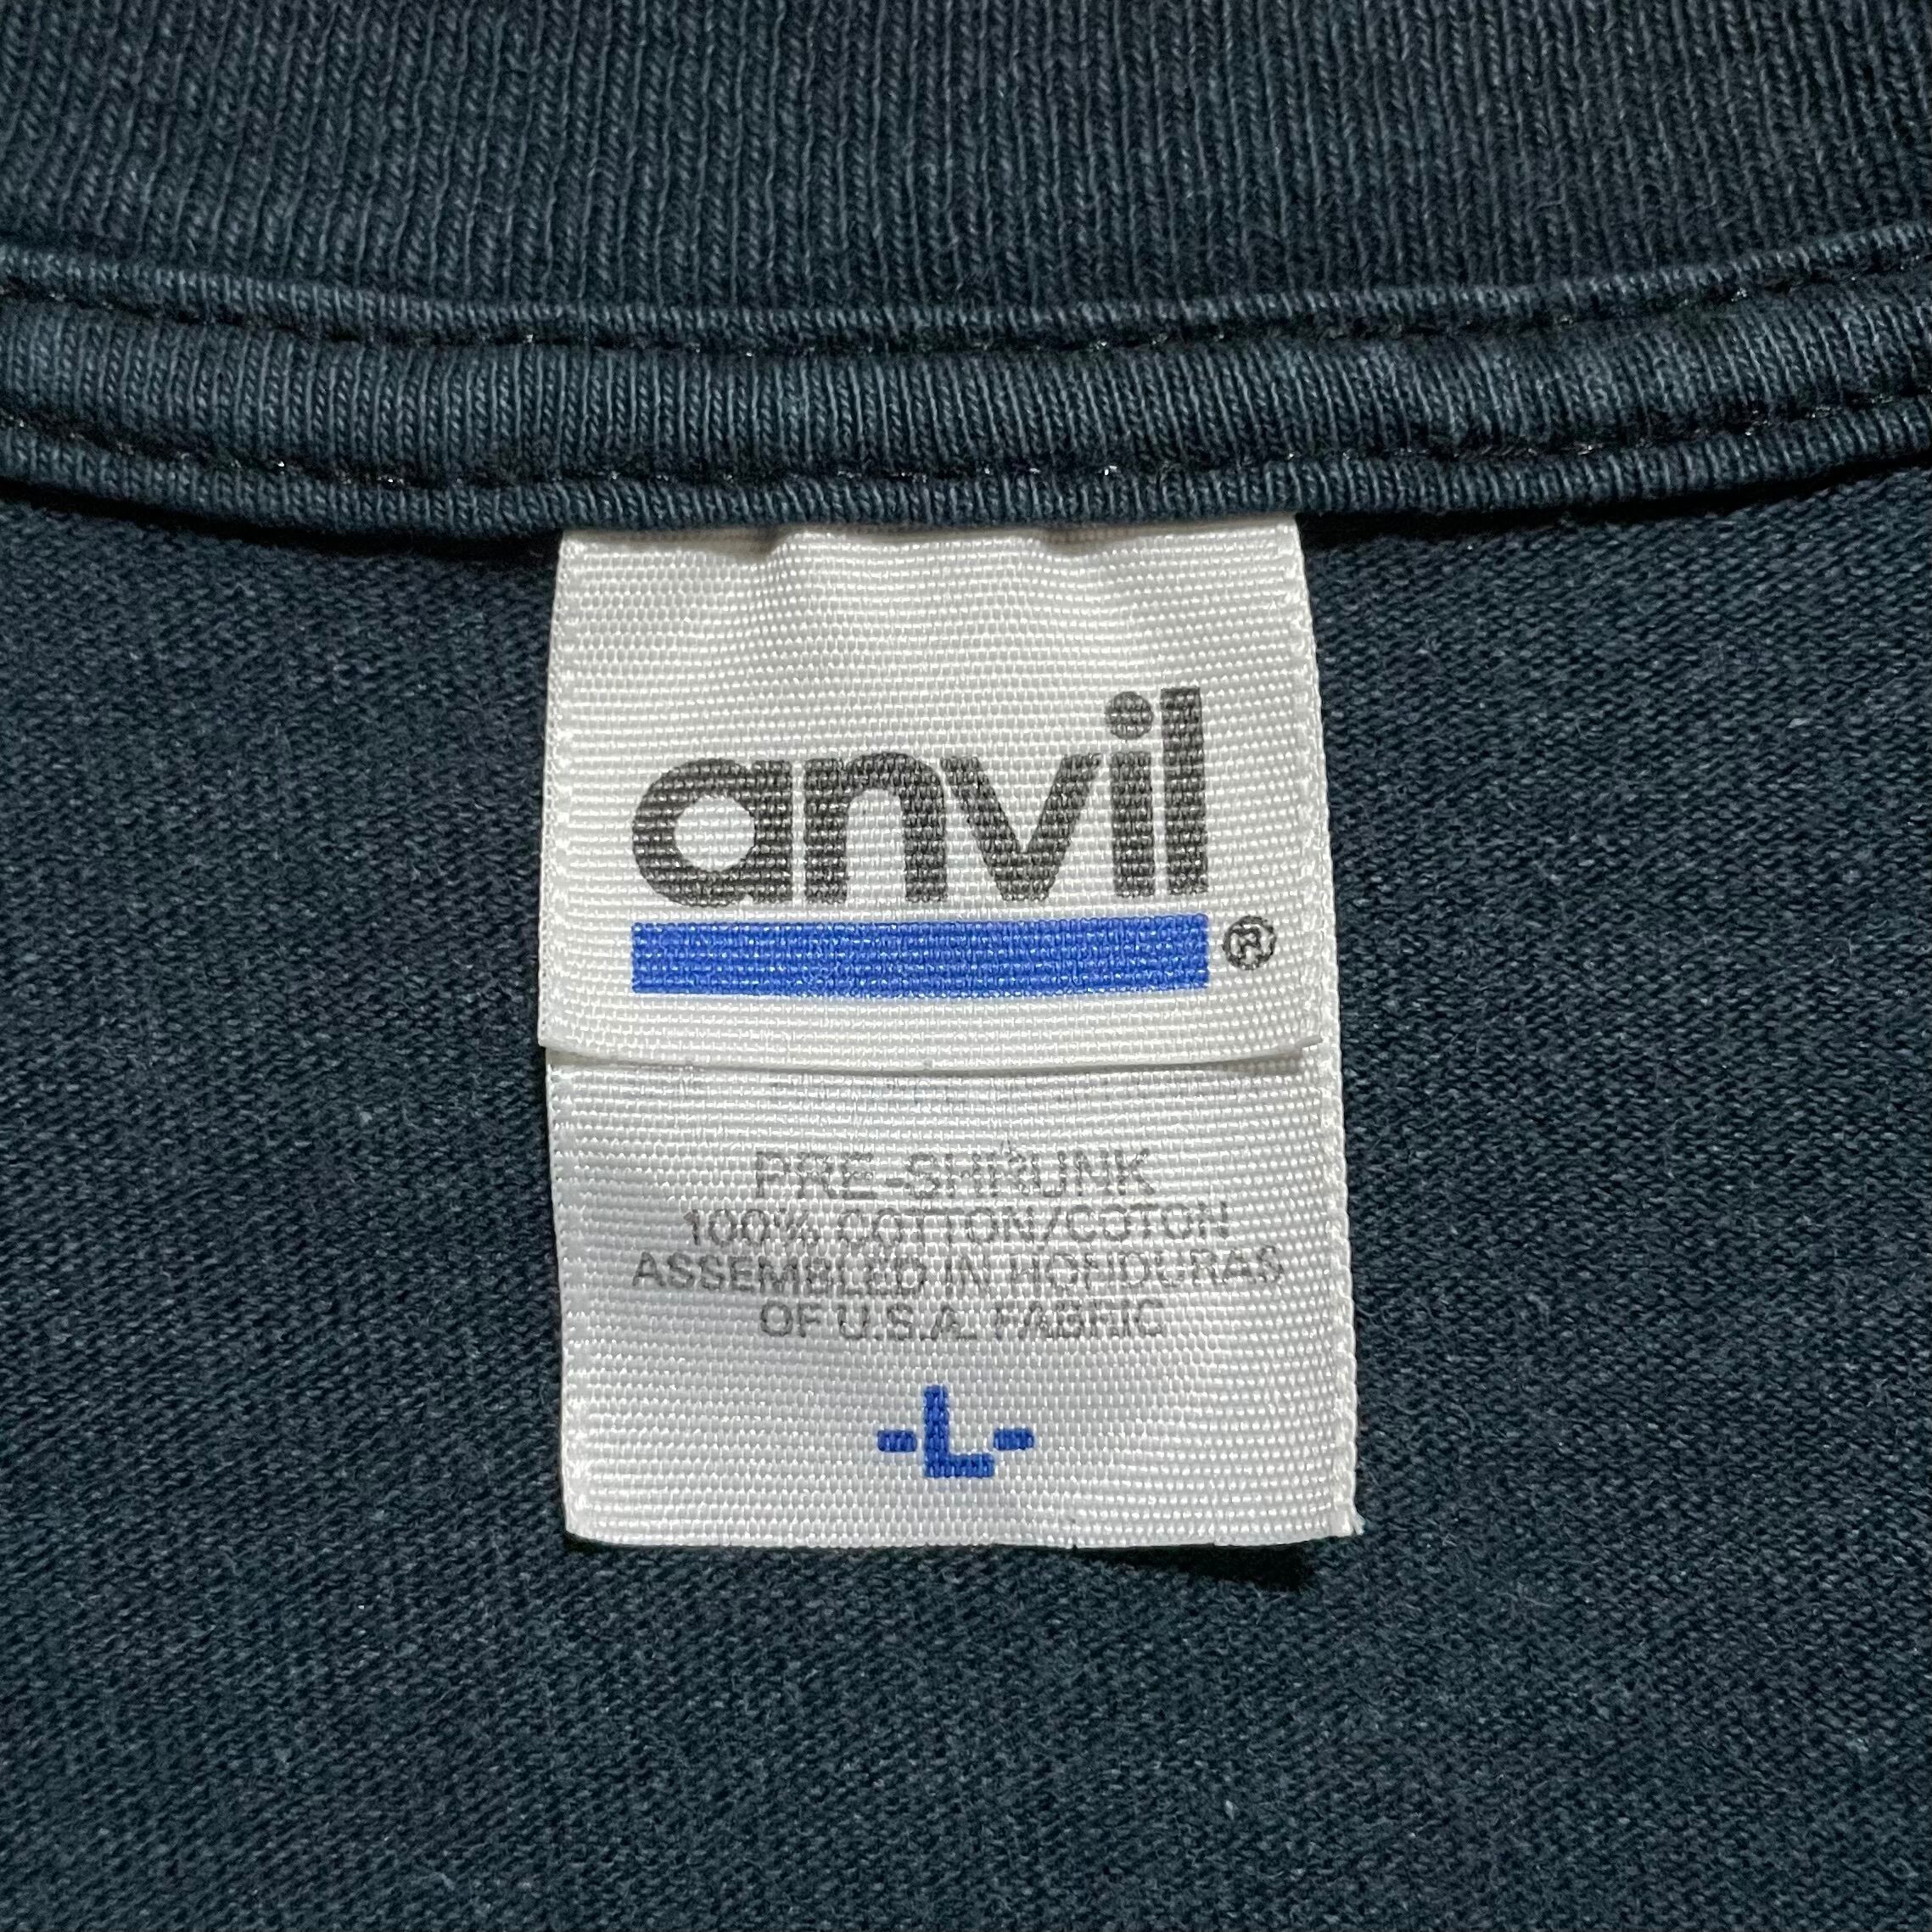 anvil
®
PRE-SHRUNK
100% COTTON/COTON
ASSEMBLED IN HONDURAS
OF U.S.A. FABRIC
-L-